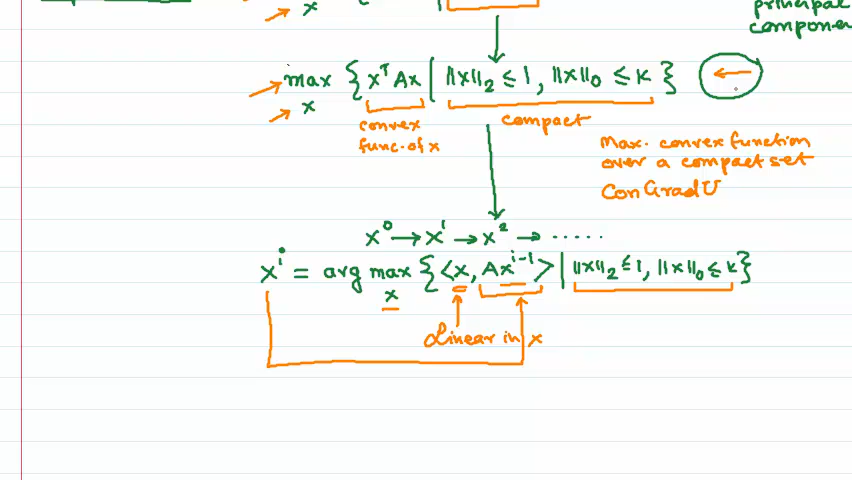 x
principal
compone
max { xᵀAx | ||x||₂ ≤ 1, ||x||₀ ≤ k } ←
x
convex
func. of x
compact
Max. convex function
over a compact set
ConGradU
x⁰ → x¹ → x² → ......
xⁱ = arg max { <x, Axⁱ⁻¹> | ||x||₂ ≤ 1, ||x||₀ ≤ k }
x
Linear in x